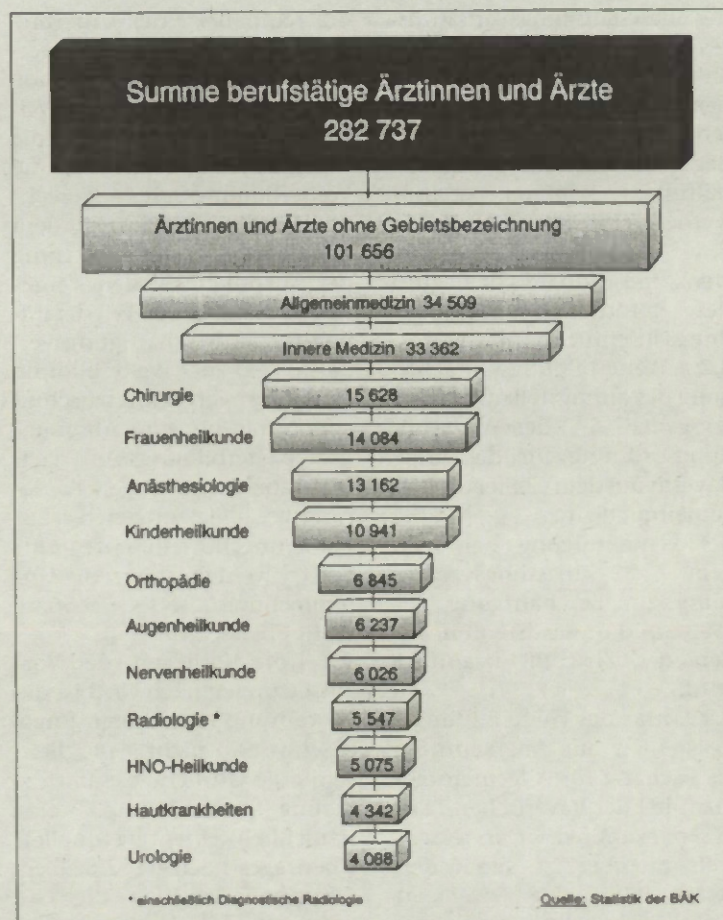 Summe berufstätige Ärztinnen und Ärzte
282 737
Ärztinnen und Ärzte ohne Gebietsbezeichnung
101 656
Allgemeinmedizin 34 509
Innere Medizin 33 362
Chirurgie 15 628
Frauenheilkunde 14 084
Anästhesiologie 13 162
Kinderheilkunde 10 941
Orthopädie 6 845
Augenheilkunde 6 237
Nervenheilkunde 6 026
Radiologie * 5 547
HNO-Heilkunde 5 075
Hautkrankheiten 4 342
Urologie 4 088
* einschließlich Diagnostische Radiologie Quelle: Statistik der BÄK